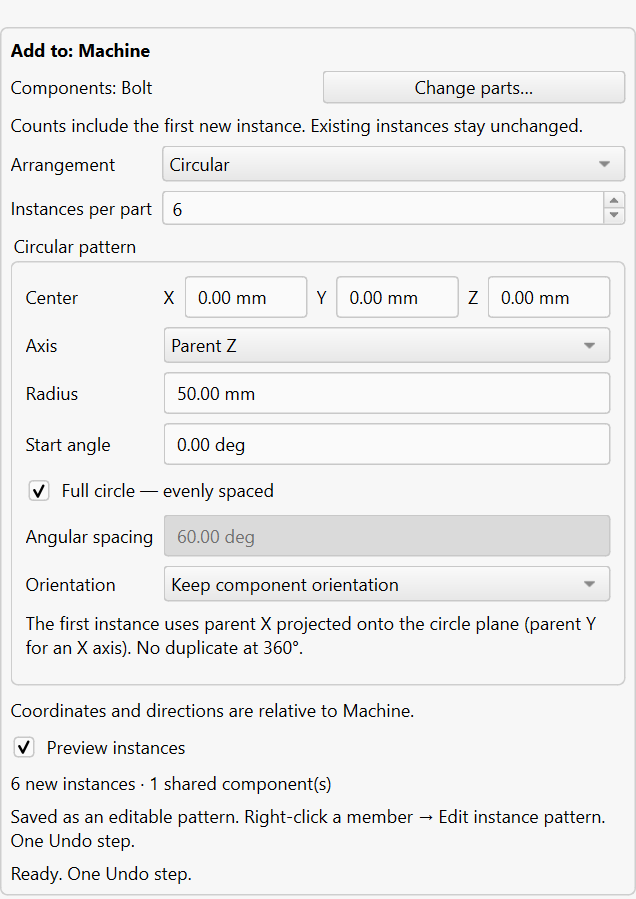 Add to: Machine
Components: Bolt
Change parts...
Counts include the first new instance. Existing instances stay unchanged.
Arrangement
Circular
Instances per part
6
Circular pattern
Center
X
0.00 mm
Y
0.00 mm
Z
0.00 mm
Axis
Parent Z
Radius
50.00 mm
Start angle
0.00 deg
Full circle — evenly spaced
Angular spacing
60.00 deg
Orientation
Keep component orientation
The first instance uses parent X projected onto the circle plane (parent Y
for an X axis). No duplicate at 360°.
Coordinates and directions are relative to Machine.
Preview instances
6 new instances · 1 shared component(s)
Saved as an editable pattern. Right-click a member → Edit instance pattern.
One Undo step.
Ready. One Undo step.